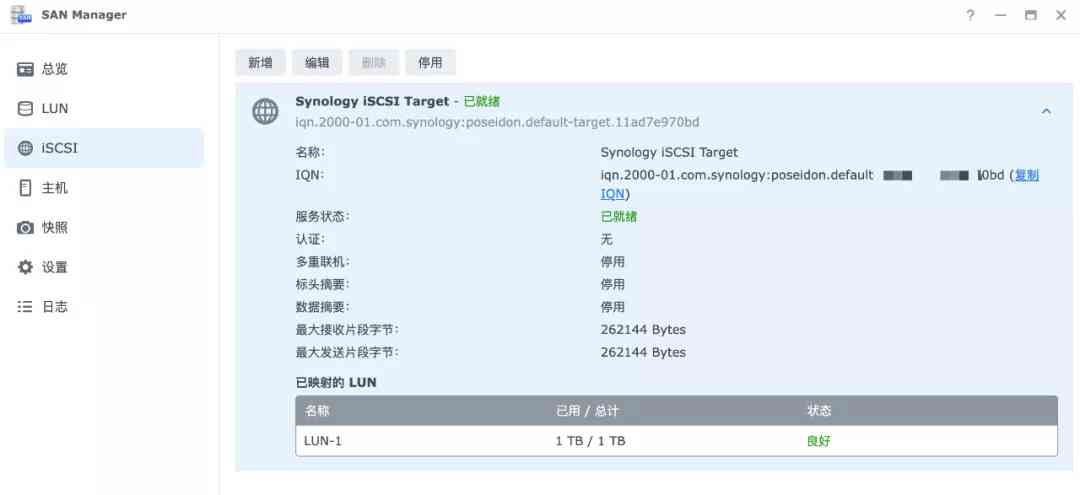 SAN Manager
总览
LUN
iSCSI
主机
快照
设置
日志
新增 编辑 删除 停用
Synology iSCSI Target - 已就绪
iqn.2000-01.com.synology:poseidon.default-target.11ad7e970bd
名称: Synology iSCSI Target
IQN: iqn.2000-01.com.synology:poseidon.default 0bd (复制
IQN)
服务状态: 已就绪
认证: 无
多重联机: 停用
标头摘要: 停用
数据摘要: 停用
最大接收片段字节: 262144 Bytes
最大发送片段字节: 262144 Bytes
已映射的 LUN
名称 已用 / 总计 状态
LUN-1 1 TB / 1 TB 良好